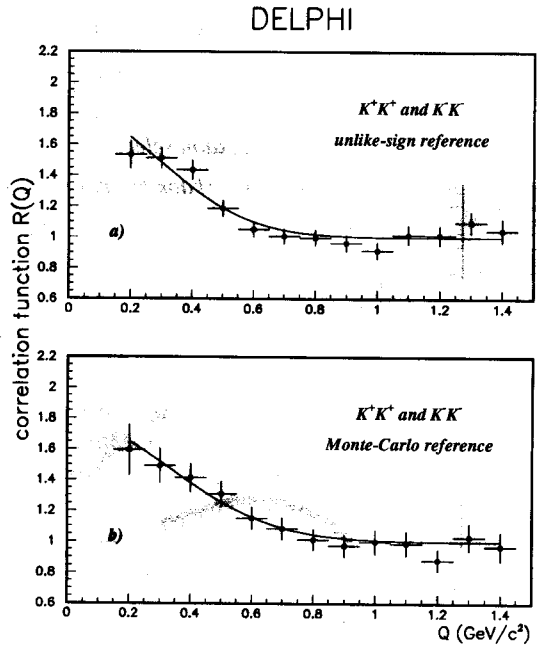 DELPHI
correlation function R(Q)
2.2
2
1.8
1.6
1.4
1.2
1
0.8
0.6
K⁺K⁺ and K⁻K⁻
unlike-sign reference
a)
0 0.2 0.4 0.6 0.8 1 1.2 1.4
2.2
2
1.8
1.6
1.4
1.2
1
0.8
0.6
K⁺K⁺ and K⁻K⁻
Monte-Carlo reference
b)
0 0.2 0.4 0.6 0.8 1 1.2 1.4
Q (GeV/c²)